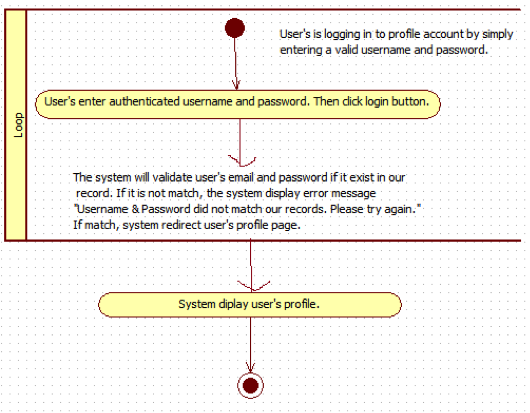 User's is logging in to profile account by simply
entering a valid username and password.
User's enter authenticated username and password. Then click login button.
Loop
The system will validate user's email and password if it exist in our
record. If it is not match, the system display error message
"Username & Password did not match our records. Please try again."
If match, system redirect user's profile page.
System diplay user's profile.